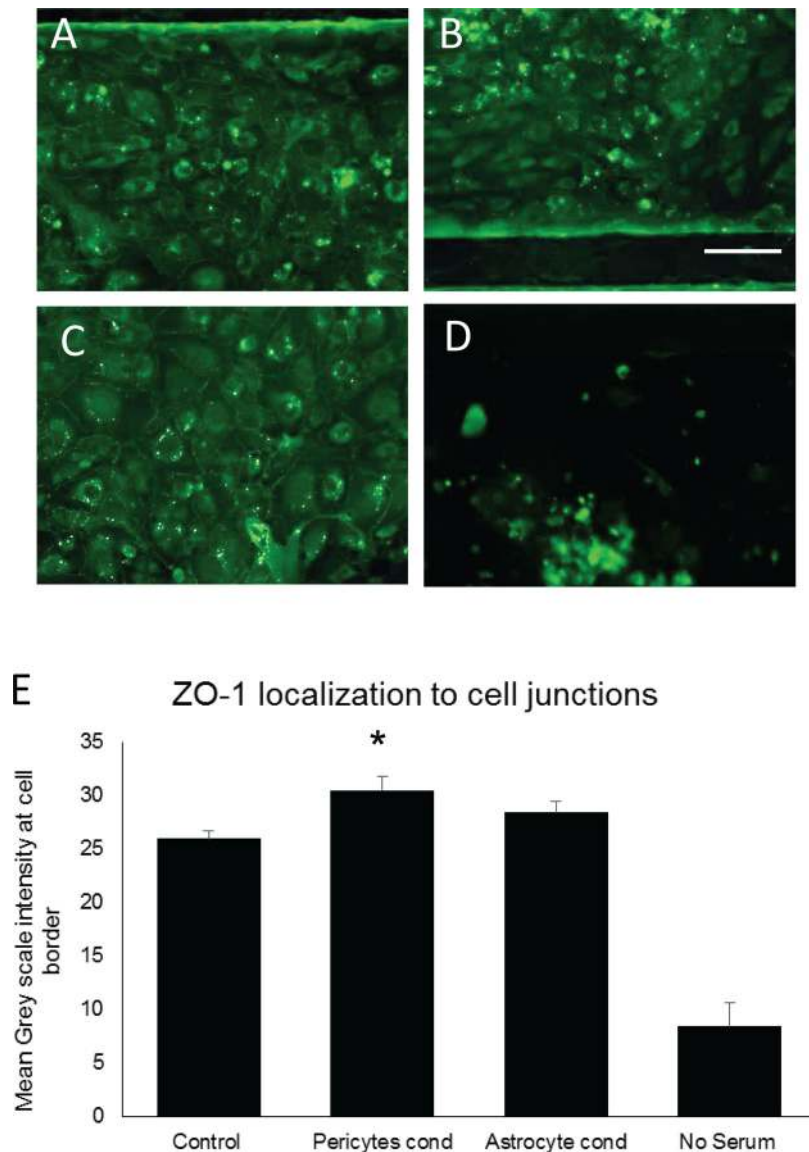 A
B
C
D
E
ZO-1 localization to cell junctions
*
Mean Grey scale intensity at cell
border
35
30
25
20
15
10
5
0
Control Pericytes cond Astrocyte cond No Serum